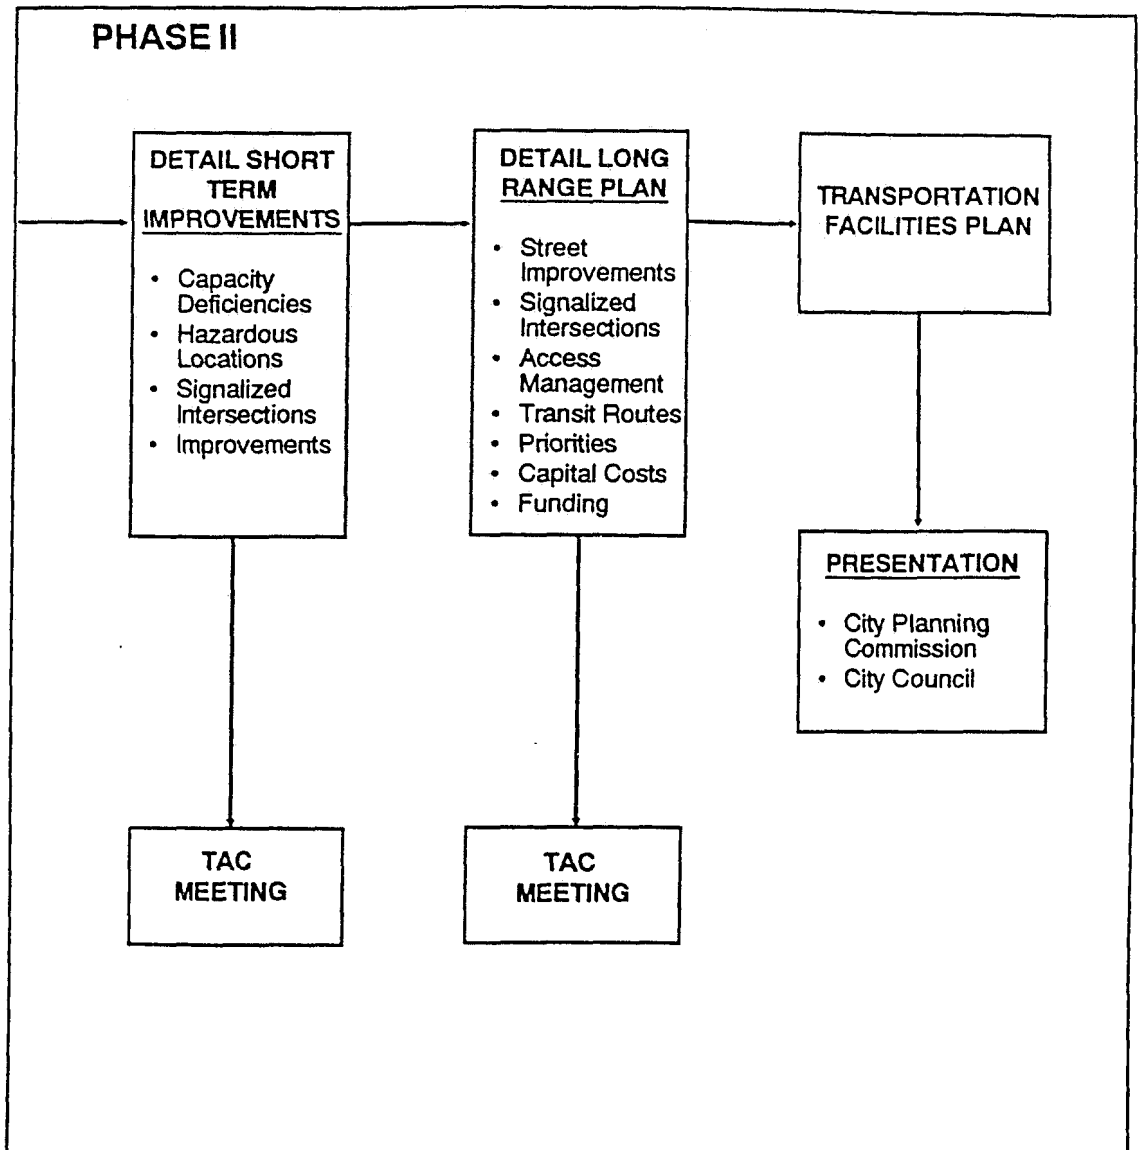 PHASE II
DETAIL SHORT
TERM
IMPROVEMENTS
• Capacity
Deficiencies
• Hazardous
Locations
• Signalized
Intersections
• Improvements
DETAIL LONG
RANGE PLAN
• Street
Improvements
• Signalized
Intersections
• Access
Management
• Transit Routes
• Priorities
• Capital Costs
• Funding
TRANSPORTATION
FACILITIES PLAN
PRESENTATION
• City Planning
Commission
• City Council
TAC
MEETING
TAC
MEETING